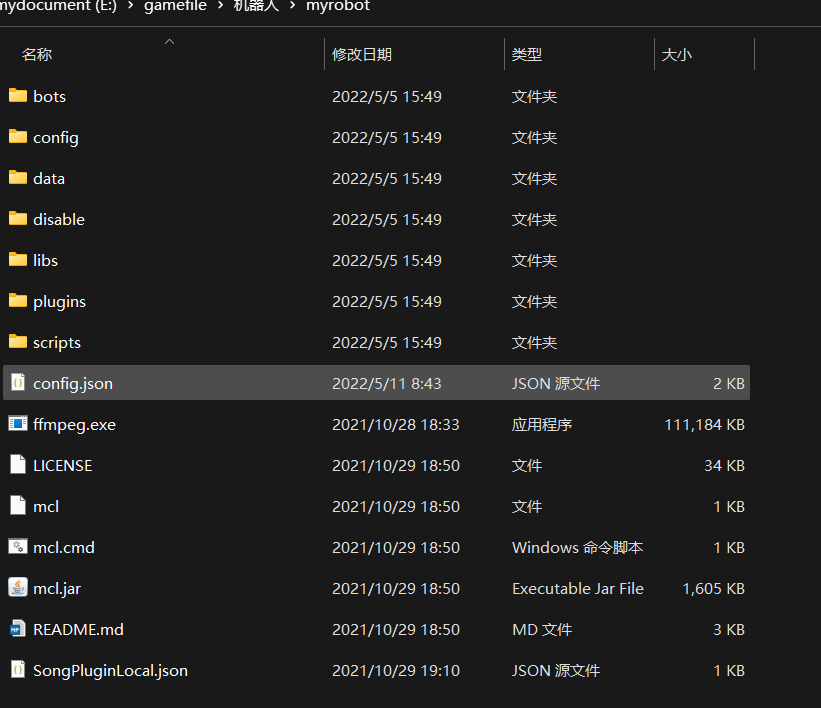 mydocument (E:) › gamefile › 机器人 › myrobot
名称 修改日期 类型 大小
bots 2022/5/5 15:49 文件夹
config 2022/5/5 15:49 文件夹
data 2022/5/5 15:49 文件夹
disable 2022/5/5 15:49 文件夹
libs 2022/5/5 15:49 文件夹
plugins 2022/5/5 15:49 文件夹
scripts 2022/5/5 15:49 文件夹
config.json 2022/5/11 8:43 JSON 源文件 2 KB
ffmpeg.exe 2021/10/28 18:33 应用程序 111,184 KB
LICENSE 2021/10/29 18:50 文件 34 KB
mcl 2021/10/29 18:50 文件 1 KB
mcl.cmd 2021/10/29 18:50 Windows 命令脚本 1 KB
mcl.jar 2021/10/29 18:50 Executable Jar File 1,605 KB
README.md 2021/10/29 18:50 MD 文件 3 KB
SongPluginLocal.json 2021/10/29 19:10 JSON 源文件 1 KB